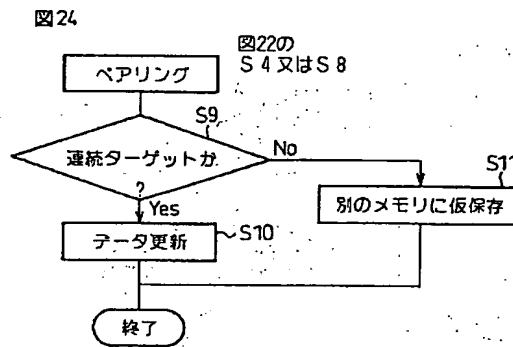 図24
図22の
S4又はS8
ペアリング
S9
連続ターゲットか
?
No
Yes
S11
別のメモリに仮保存
データ更新
S10
終了